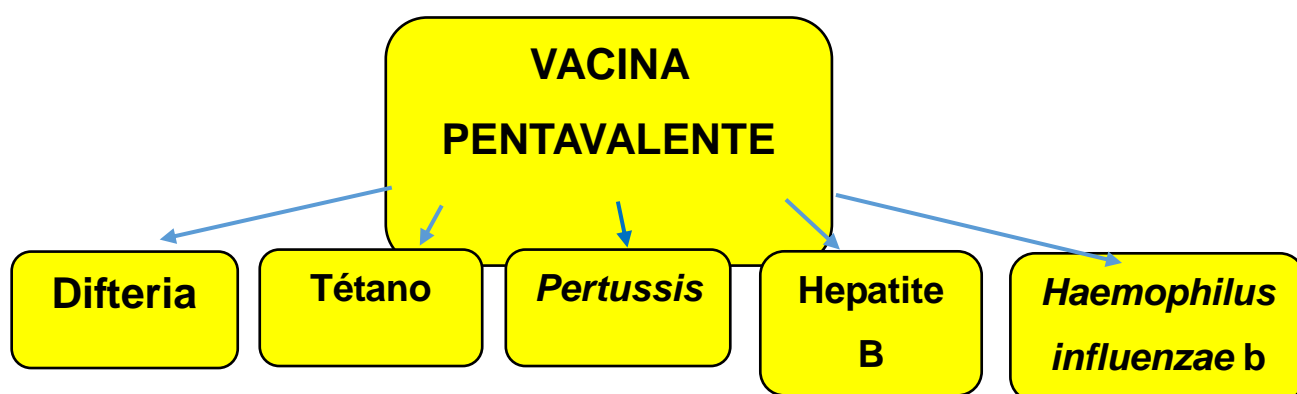 VACINA
PENTAVALENTE
Difteria
Tétano
Pertussis
Hepatite
B
Haemophilus
influenzae b